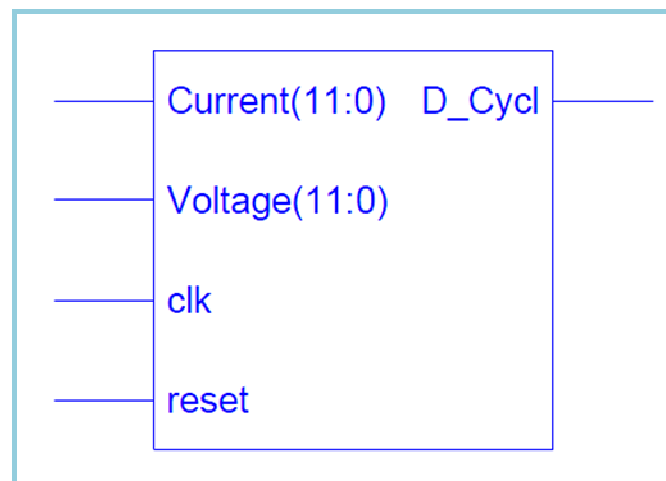 Current(11:0) D_Cycl
Voltage(11:0)
clk
reset